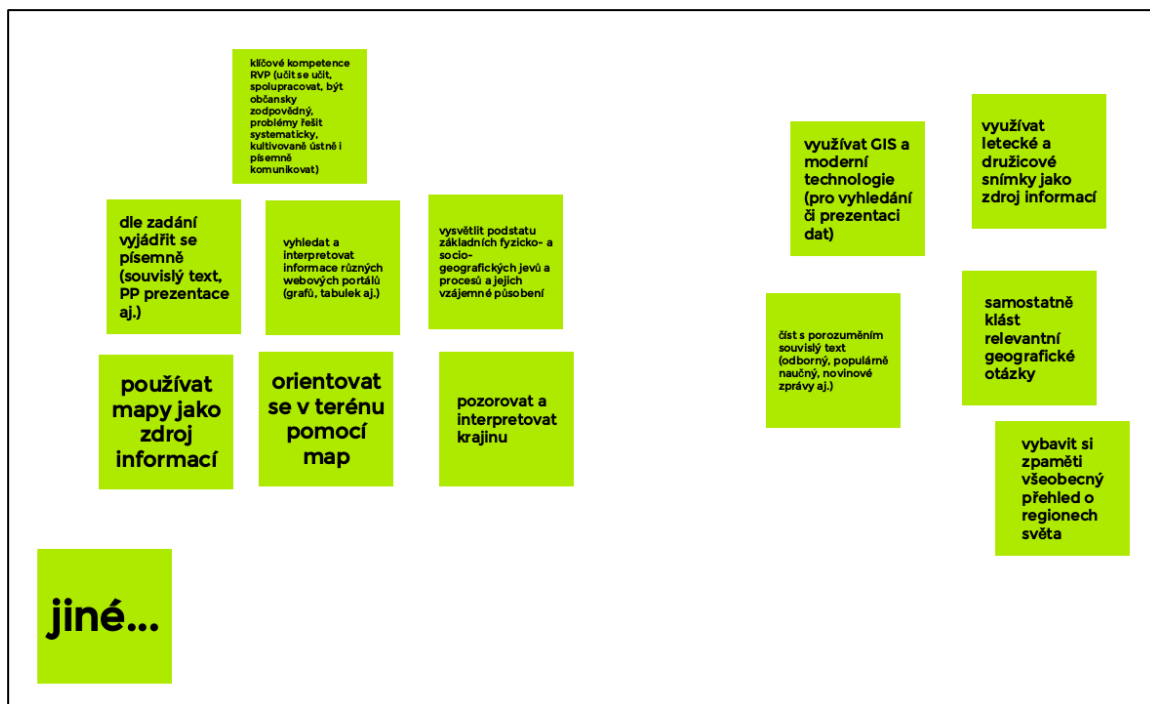 klíčové kompetence
RVP (učit se učit,
spolupracovat, být
občansky
zodpovědný,
problémy řešit
systematicky,
kultivovaně ústně i
písemně
komunikovat)
dle zadání
vyjádřit se
písemně
(souvislý text,
PP prezentace
aj.)
vyhledat a
interpretovat
informace různých
webových portálů
(grafů, tabulek aj.)
vysvětlit podstatu
základních fyzicko- a
socio-
geografických jevů a
procesů a jejich
vzájemné působení
používat
mapy jako
zdroj
informací
orientovat
se v terénu
pomocí
map
pozorovat a
interpretovat
krajinu
jiné...
využívat GIS a
moderní
technologie
(pro vyhledání
či prezentaci
dat)
využívat
letecké a
družicové
snímky jako
zdroj informací
číst s porozuměním
souvislý text
(odborný, populárně
naučný, novinové
zprávy aj.)
samostatně
klást
relevantní
geografické
otázky
vybavit si
zpaměti
všeobecný
přehled o
regionech
světa